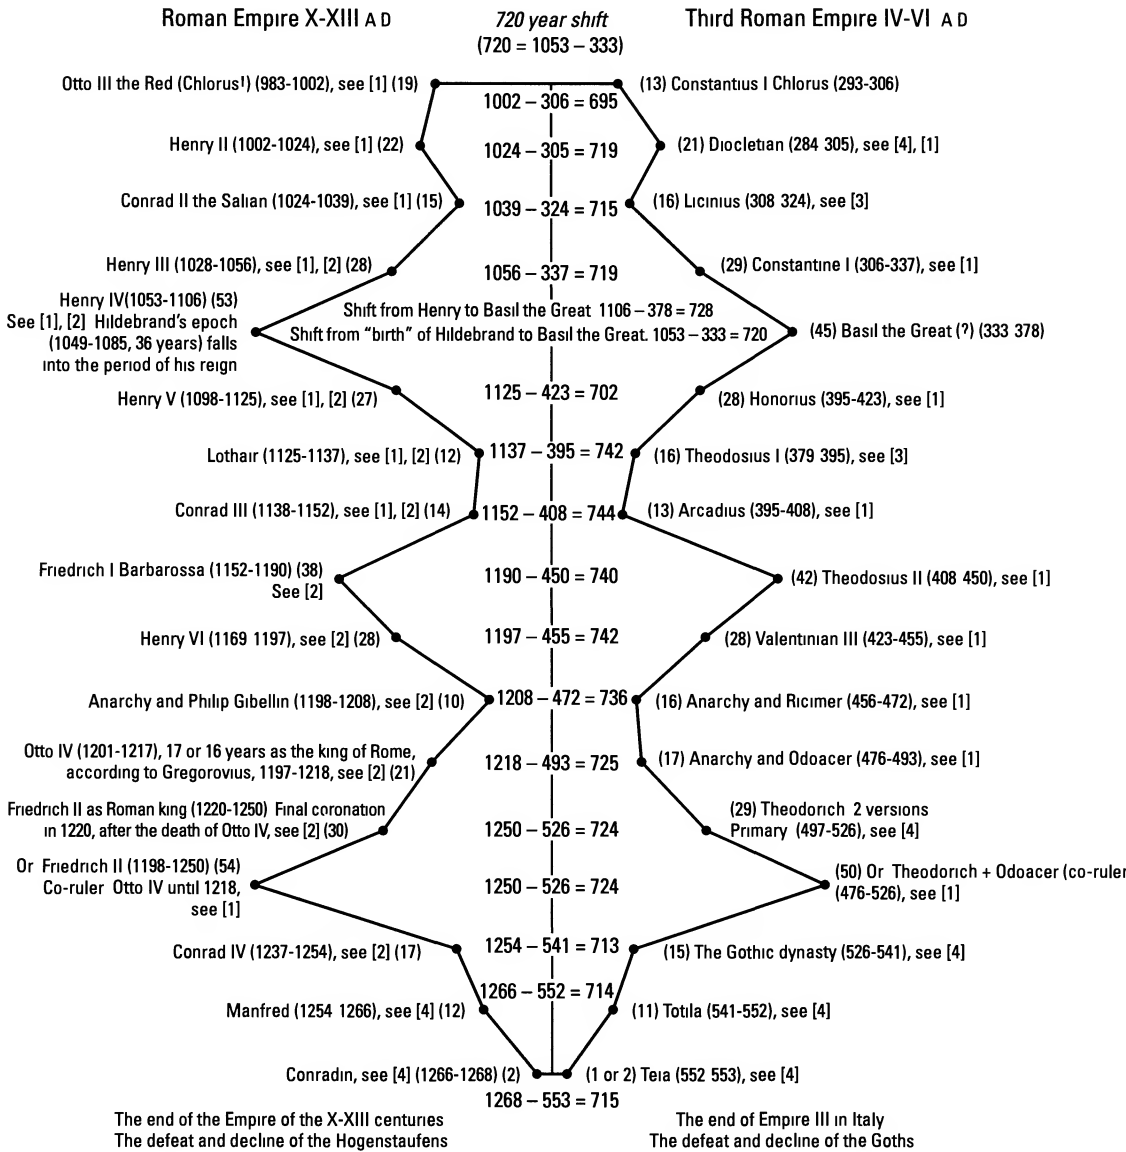 Roman Empire X-XIII A D
720 year shift
Third Roman Empire IV-VI A D
(720 = 1053 – 333)
Otto III the Red (Chlorus!) (983-1002), see [1] (19)
(13) Constantius I Chlorus (293-306)
1002 – 306 = 695
Henry II (1002-1024), see [1] (22)
1024 – 305 = 719
(21) Diocletian (284 305), see [4], [1]
Conrad II the Salian (1024-1039), see [1] (15)
1039 – 324 = 715
(16) Licinius (308 324), see [3]
Henry III (1028-1056), see [1], [2] (28)
1056 – 337 = 719
(29) Constantine I (306-337), see [1]
Henry IV(1053-1106) (53)
See [1], [2] Hildebrand's epoch
(1049-1085, 36 years) falls
into the period of his reign
Shift from Henry to Basil the Great 1106 – 378 = 728
Shift from "birth" of Hildebrand to Basil the Great. 1053 – 333 = 720
(45) Basil the Great (?) (333 378)
Henry V (1098-1125), see [1], [2] (27)
1125 – 423 = 702
(28) Honorius (395-423), see [1]
Lothair (1125-1137), see [1], [2] (12)
1137 – 395 = 742
(16) Theodosius I (379 395), see [3]
Conrad III (1138-1152), see [1], [2] (14)
1152 – 408 = 744
(13) Arcadius (395-408), see [1]
Friedrich I Barbarossa (1152-1190) (38)
See [2]
1190 – 450 = 740
(42) Theodosius II (408 450), see [1]
Henry VI (1169 1197), see [2] (28)
1197 – 455 = 742
(28) Valentinian III (423-455), see [1]
Anarchy and Philip Gibellin (1198-1208), see [2] (10)
1208 – 472 = 736
(16) Anarchy and Ricimer (456-472), see [1]
Otto IV (1201-1217), 17 or 16 years as the king of Rome,
according to Gregorovius, 1197-1218, see [2] (21)
1218 – 493 = 725
(17) Anarchy and Odoacer (476-493), see [1]
Friedrich II as Roman king (1220-1250) Final coronation
in 1220, after the death of Otto IV, see [2] (30)
1250 – 526 = 724
(29) Theodorich 2 versions
Primary (497-526), see [4]
Or Friedrich II (1198-1250) (54)
Co-ruler Otto IV until 1218,
see [1]
1250 – 526 = 724
(50) Or Theodorich + Odoacer (co-ruler
(476-526), see [1]
Conrad IV (1237-1254), see [2] (17)
1254 – 541 = 713
(15) The Gothic dynasty (526-541), see [4]
1266 – 552 = 714
Manfred (1254 1266), see [4] (12)
(11) Totila (541-552), see [4]
Conradin, see [4] (1266-1268) (2)
(1 or 2) Teia (552 553), see [4]
1268 – 553 = 715
The end of the Empire of the X-XIII centuries
The defeat and decline of the Hogenstaufens
The end of Empire III in Italy
The defeat and decline of the Goths